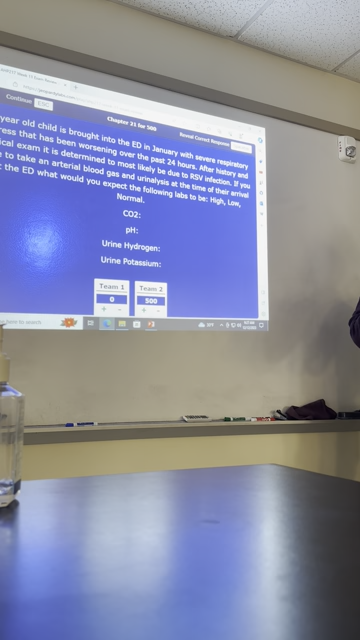 Continue ESC
Chapter 21 for 500
Reveal Correct Response
year old child is brought into the ED in January with severe respiratory
ress that has been worsening over the past 24 hours. After history and
ical exam it is determined to most likely be due to RSV infection. If you
e to take an arterial blood gas and urinalysis at the time of their arrival
t the ED what would you expect the following labs to be: High, Low,
Normal.
CO2:
pH:
Urine Hydrogen:
Urine Potassium:
Team 1 Team 2
0 500
+ - + -
here to search